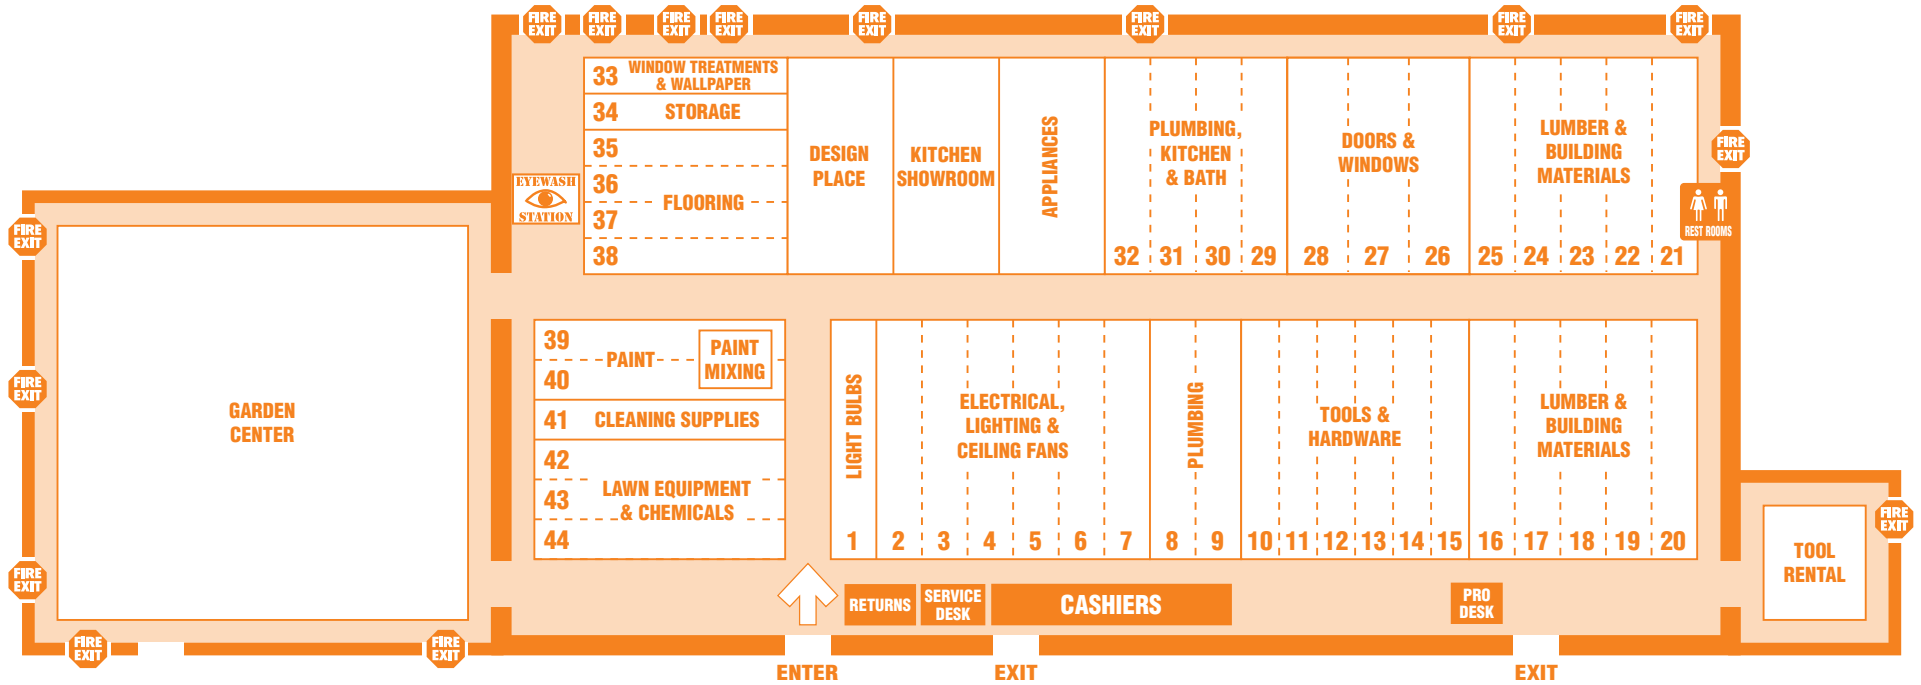 FIRE
EXIT
FIRE
EXIT
FIRE
EXIT
FIRE
EXIT
FIRE
EXIT
FIRE
EXIT
FIRE
EXIT
FIRE
EXIT
33 WINDOW TREATMENTS
& WALLPAPER
34 STORAGE
35
36
FLOORING
37
38
EYEWASH
STATION
DESIGN
PLACE
KITCHEN
SHOWROOM
APPLIANCES
PLUMBING,
KITCHEN
& BATH
32 31 30 29
DOORS &
WINDOWS
28 27 26
LUMBER &
BUILDING
MATERIALS
25 24 23 22 21
FIRE
EXIT
REST ROOMS
FIRE
EXIT
FIRE
EXIT
FIRE
EXIT
FIRE
EXIT
FIRE
EXIT
GARDEN
CENTER
39
PAINT
40
PAINT
MIXING
41 CLEANING SUPPLIES
42
43
LAWN EQUIPMENT
& CHEMICALS
44
LIGHT BULBS
1
ELECTRICAL,
LIGHTING &
CEILING FANS
2 3 4 5 6 7
PLUMBING
8 9
TOOLS &
HARDWARE
10 11 12 13 14 15
LUMBER &
BUILDING
MATERIALS
16 17 18 19 20
FIRE
EXIT
TOOL
RENTAL
RETURNS
SERVICE
DESK
CASHIERS
PRO
DESK
ENTER
EXIT
EXIT